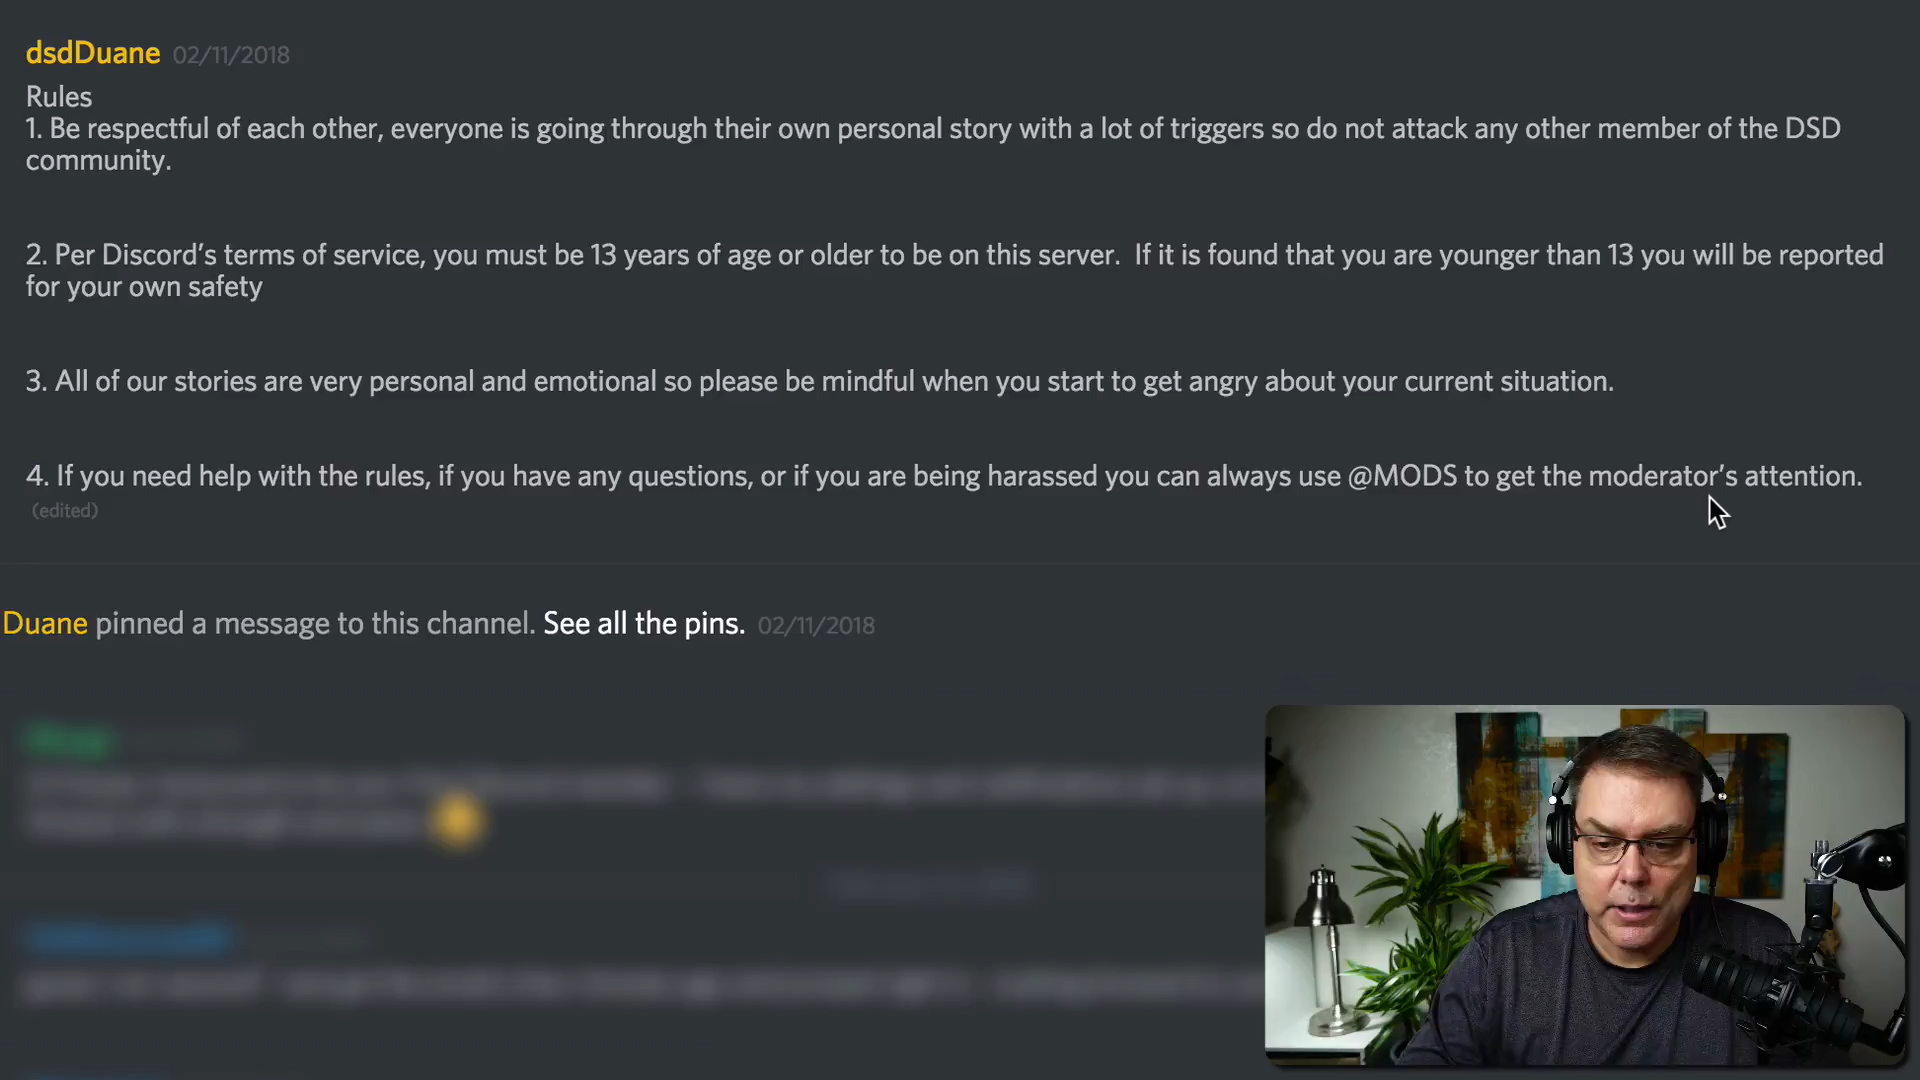 dsdDuane 02/11/2018
Rules
1. Be respectful of each other, everyone is going through their own personal story with a lot of triggers so do not attack any other member of the DSD
community.
2. Per Discord’s terms of service, you must be 13 years of age or older to be on this server.  If it is found that you are younger than 13 you will be reported
for your own safety
3. All of our stories are very personal and emotional so please be mindful when you start to get angry about your current situation.
4. If you need help with the rules, if you have any questions, or if you are being harassed you can always use @MODS to get the moderator’s attention.
(edited)
Duane pinned a message to this channel. See all the pins. 02/11/2018